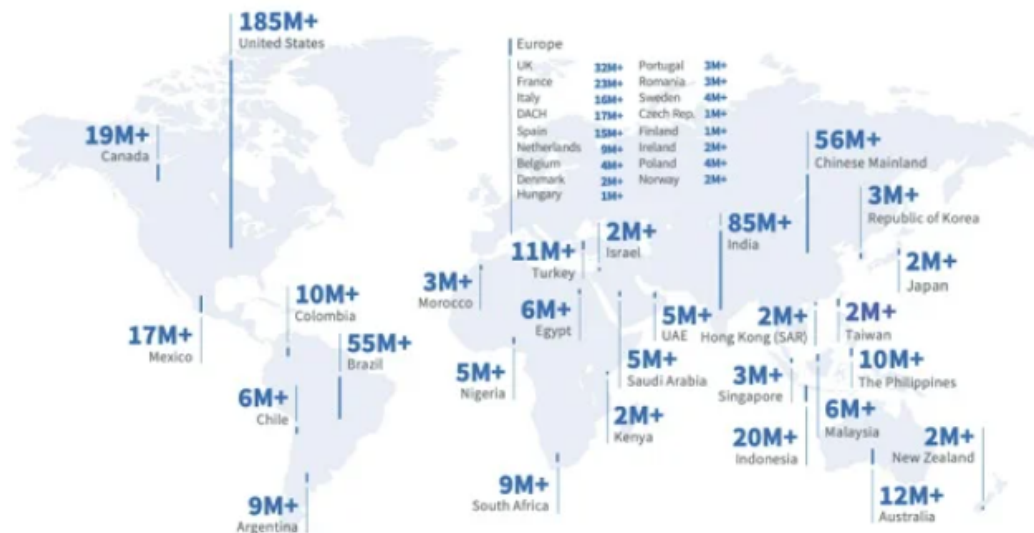 185M+
United States
19M+
Canada
Europe
UK 32M+ Portugal 3M+
France 23M+ Romania 3M+
Italy 16M+ Sweden 4M+
DACH 17M+ Czech Rep. 1M+
Spain 15M+ Finland 1M+
Netherlands 9M+ Ireland 2M+
Belgium 4M+ Poland 4M+
Denmark 2M+ Norway 2M+
Hungary 1M+
56M+
Chinese Mainland
3M+
Republic of Korea
85M+
India
2M+
Israel
11M+
Turkey
2M+
Japan
3M+
Morocco
10M+
Colombia
6M+
Egypt
5M+
UAE
2M+
Hong Kong (SAR)
2M+
Taiwan
17M+
Mexico
55M+
Brazil
5M+
Nigeria
5M+
Saudi Arabia
3M+
Singapore
10M+
The Philippines
6M+
Chile
2M+
Kenya
6M+
Malaysia
20M+
Indonesia
2M+
New Zealand
9M+
South Africa
9M+
Argentina
12M+
Australia